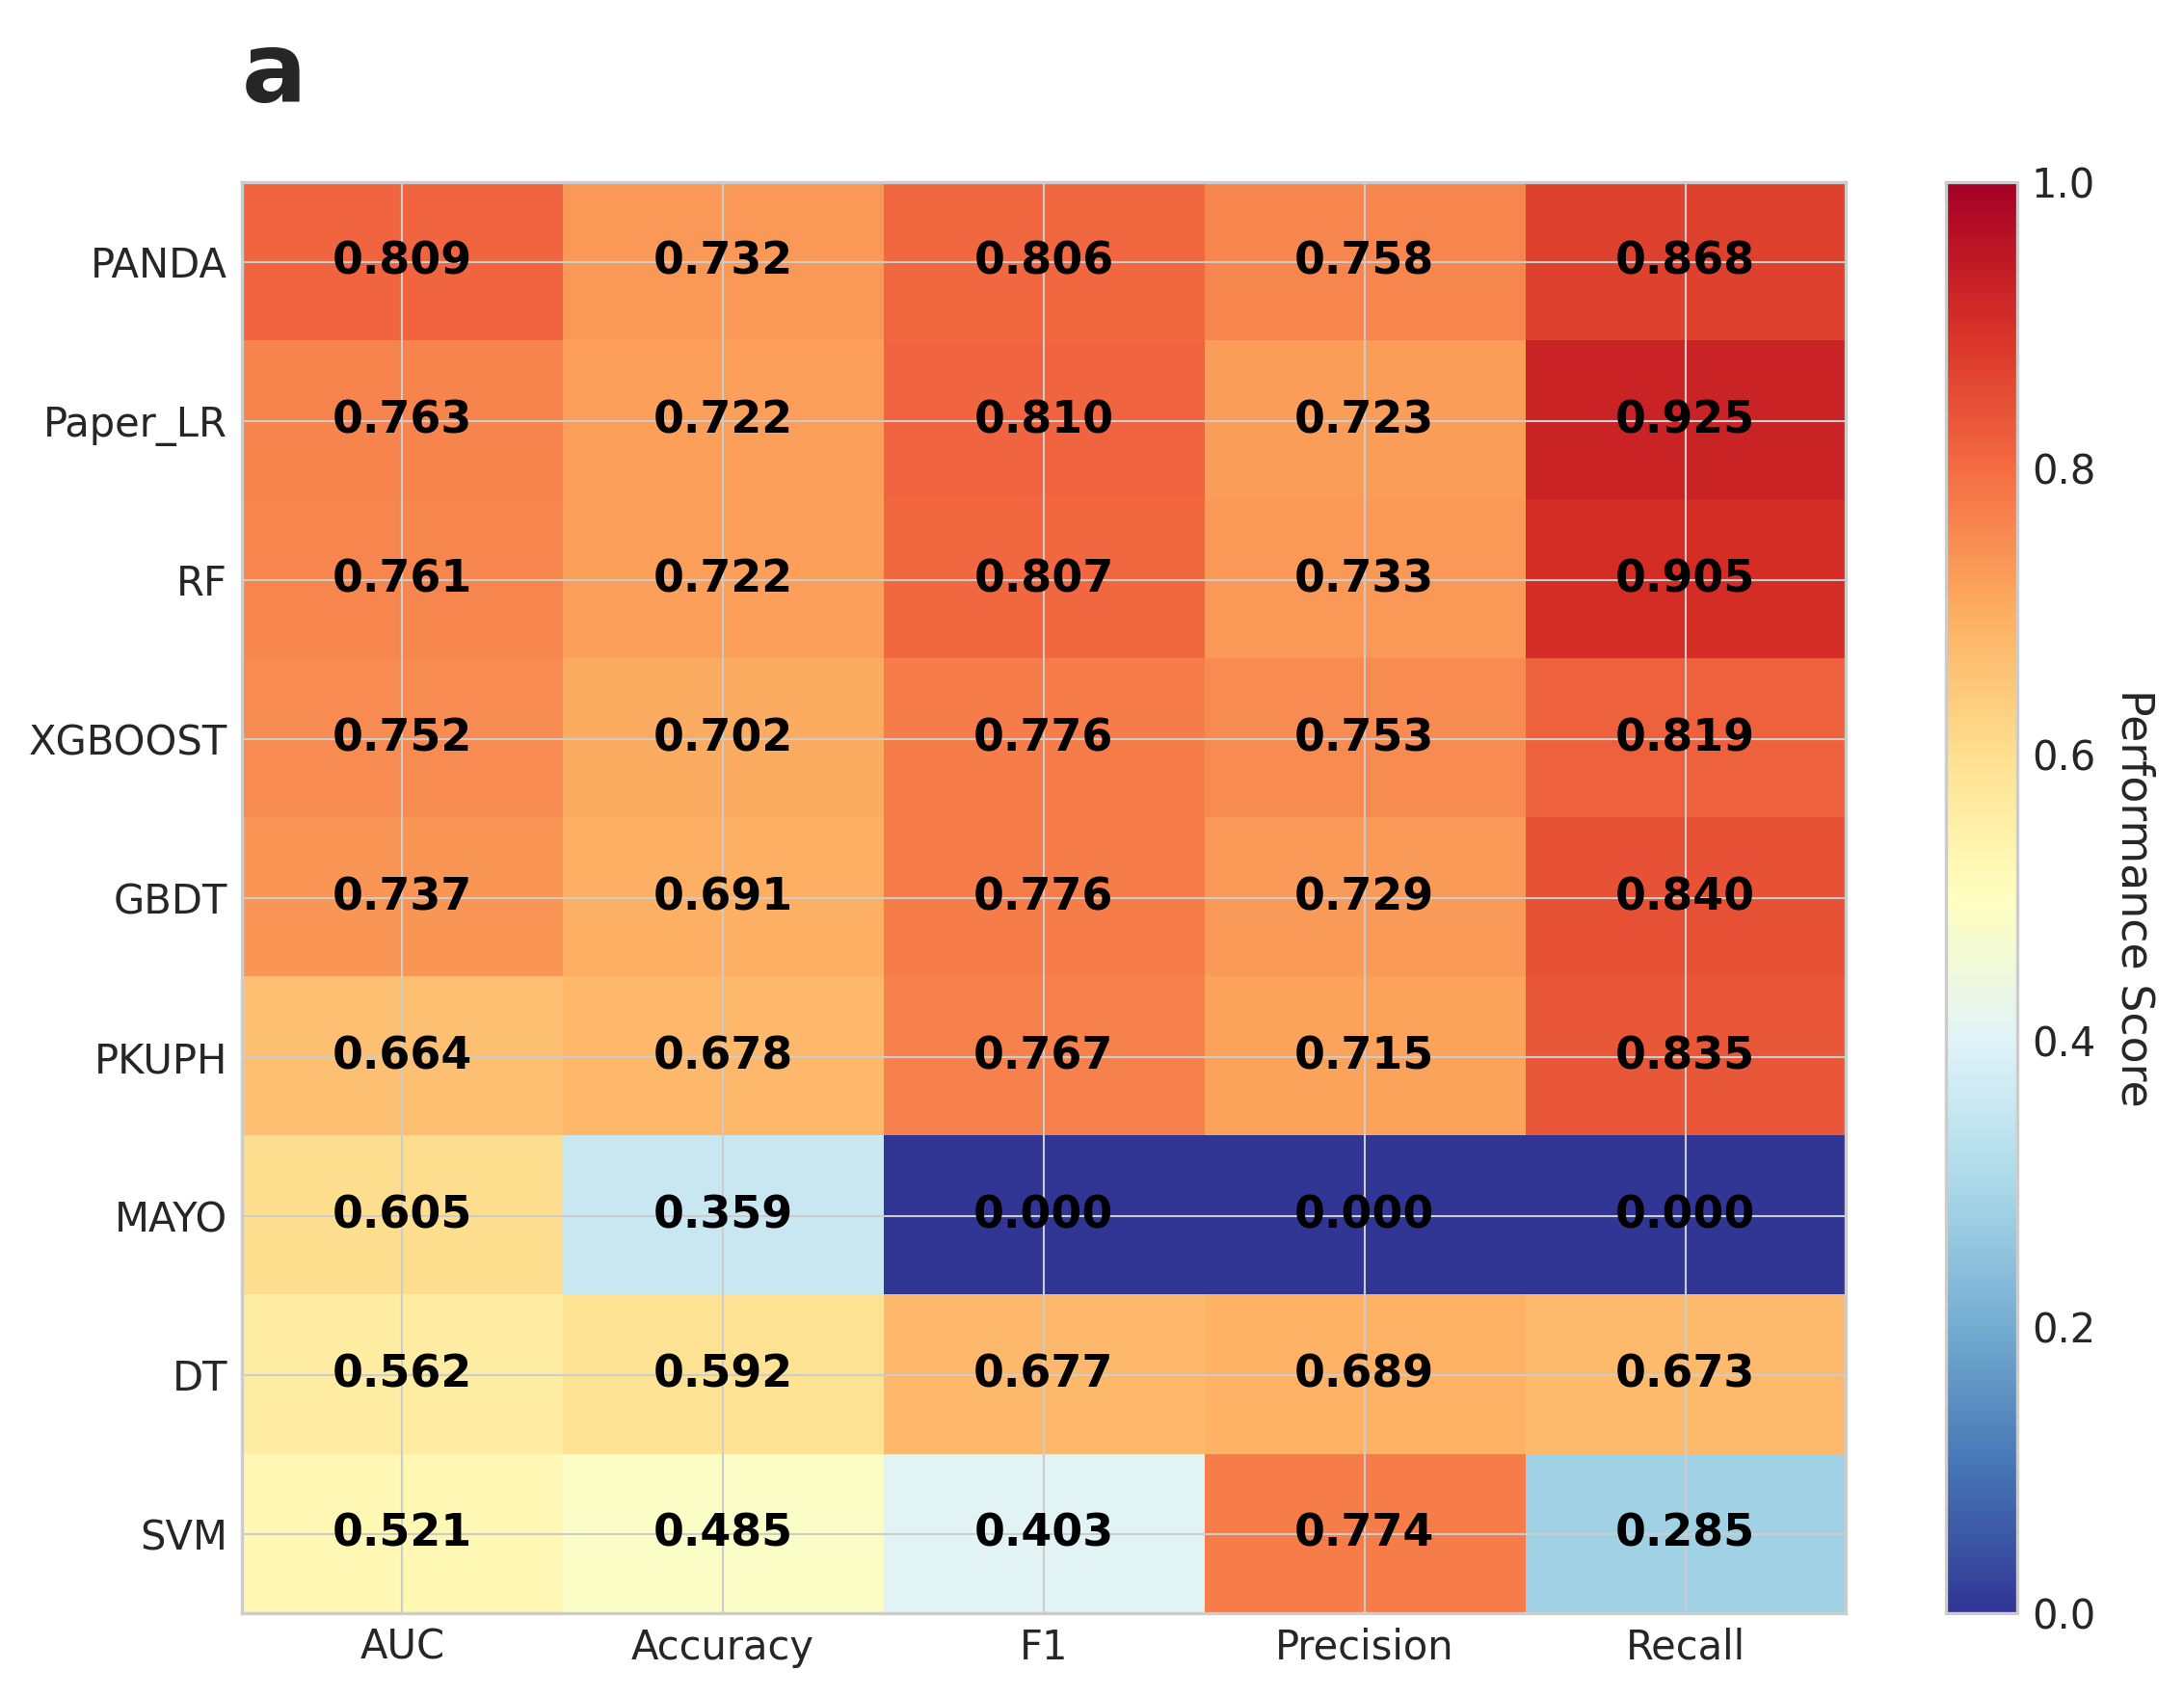 a
PANDA 0.809 0.732 0.806 0.758 0.868
Paper_LR 0.763 0.722 0.810 0.723 0.925
RF 0.761 0.722 0.807 0.733 0.905
XGBOOST 0.752 0.702 0.776 0.753 0.819
GBDT 0.737 0.691 0.776 0.729 0.840
PKUPH 0.664 0.678 0.767 0.715 0.835
MAYO 0.605 0.359 0.000 0.000 0.000
DT 0.562 0.592 0.677 0.689 0.673
SVM 0.521 0.485 0.403 0.774 0.285
AUC Accuracy F1 Precision Recall
1.0
0.8
0.6
0.4
0.2
0.0
Performance Score